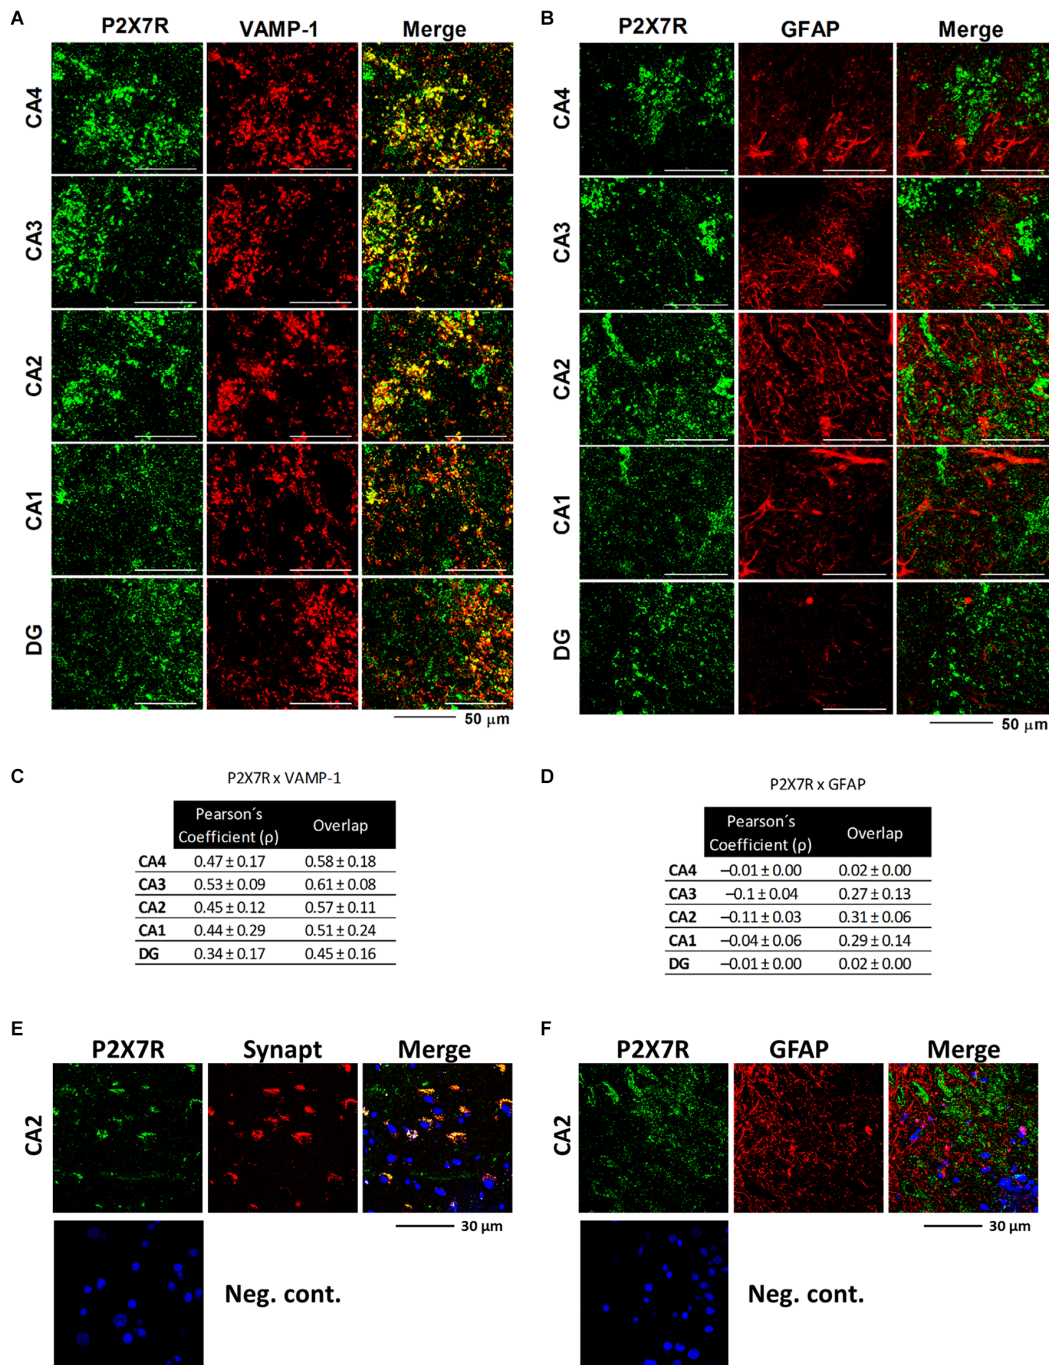 A
P2X7R VAMP-1 Merge
CA4
CA3
CA2
CA1
DG
50 µm
B
P2X7R GFAP Merge
CA4
CA3
CA2
CA1
DG
50 µm
C
P2X7R x VAMP-1
Pearson´s Coefficient (ρ) Overlap
CA4 0.47 ± 0.17 0.58 ± 0.18
CA3 0.53 ± 0.09 0.61 ± 0.08
CA2 0.45 ± 0.12 0.57 ± 0.11
CA1 0.44 ± 0.29 0.51 ± 0.24
DG 0.34 ± 0.17 0.45 ± 0.16
D
P2X7R x GFAP
Pearson´s Coefficient (ρ) Overlap
CA4 –0.01 ± 0.00 0.02 ± 0.00
CA3 –0.1 ± 0.04 0.27 ± 0.13
CA2 –0.11 ± 0.03 0.31 ± 0.06
CA1 –0.04 ± 0.06 0.29 ± 0.14
DG –0.01 ± 0.00 0.02 ± 0.00
E
P2X7R Synapt Merge
CA2
30 µm
Neg. cont.
F
P2X7R GFAP Merge
CA2
30 µm
Neg. cont.